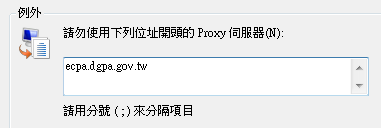 例外
請勿使用下列位址開頭的 Proxy 伺服器(N):
ecpa.dgpa.gov.tw
請用分號 ( ; ) 來分隔項目